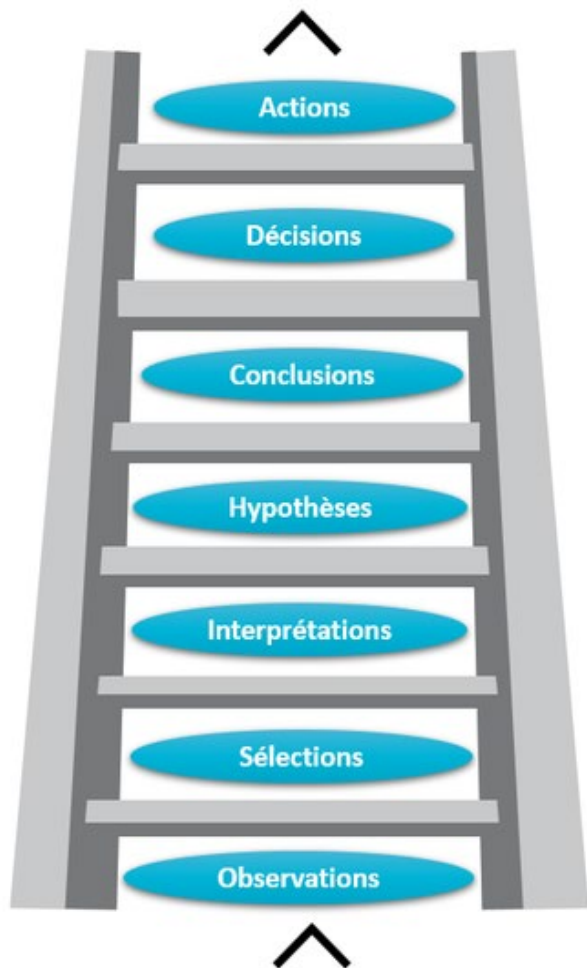 Actions
Décisions
Conclusions
Hypothèses
Interprétations
Sélections
Observations